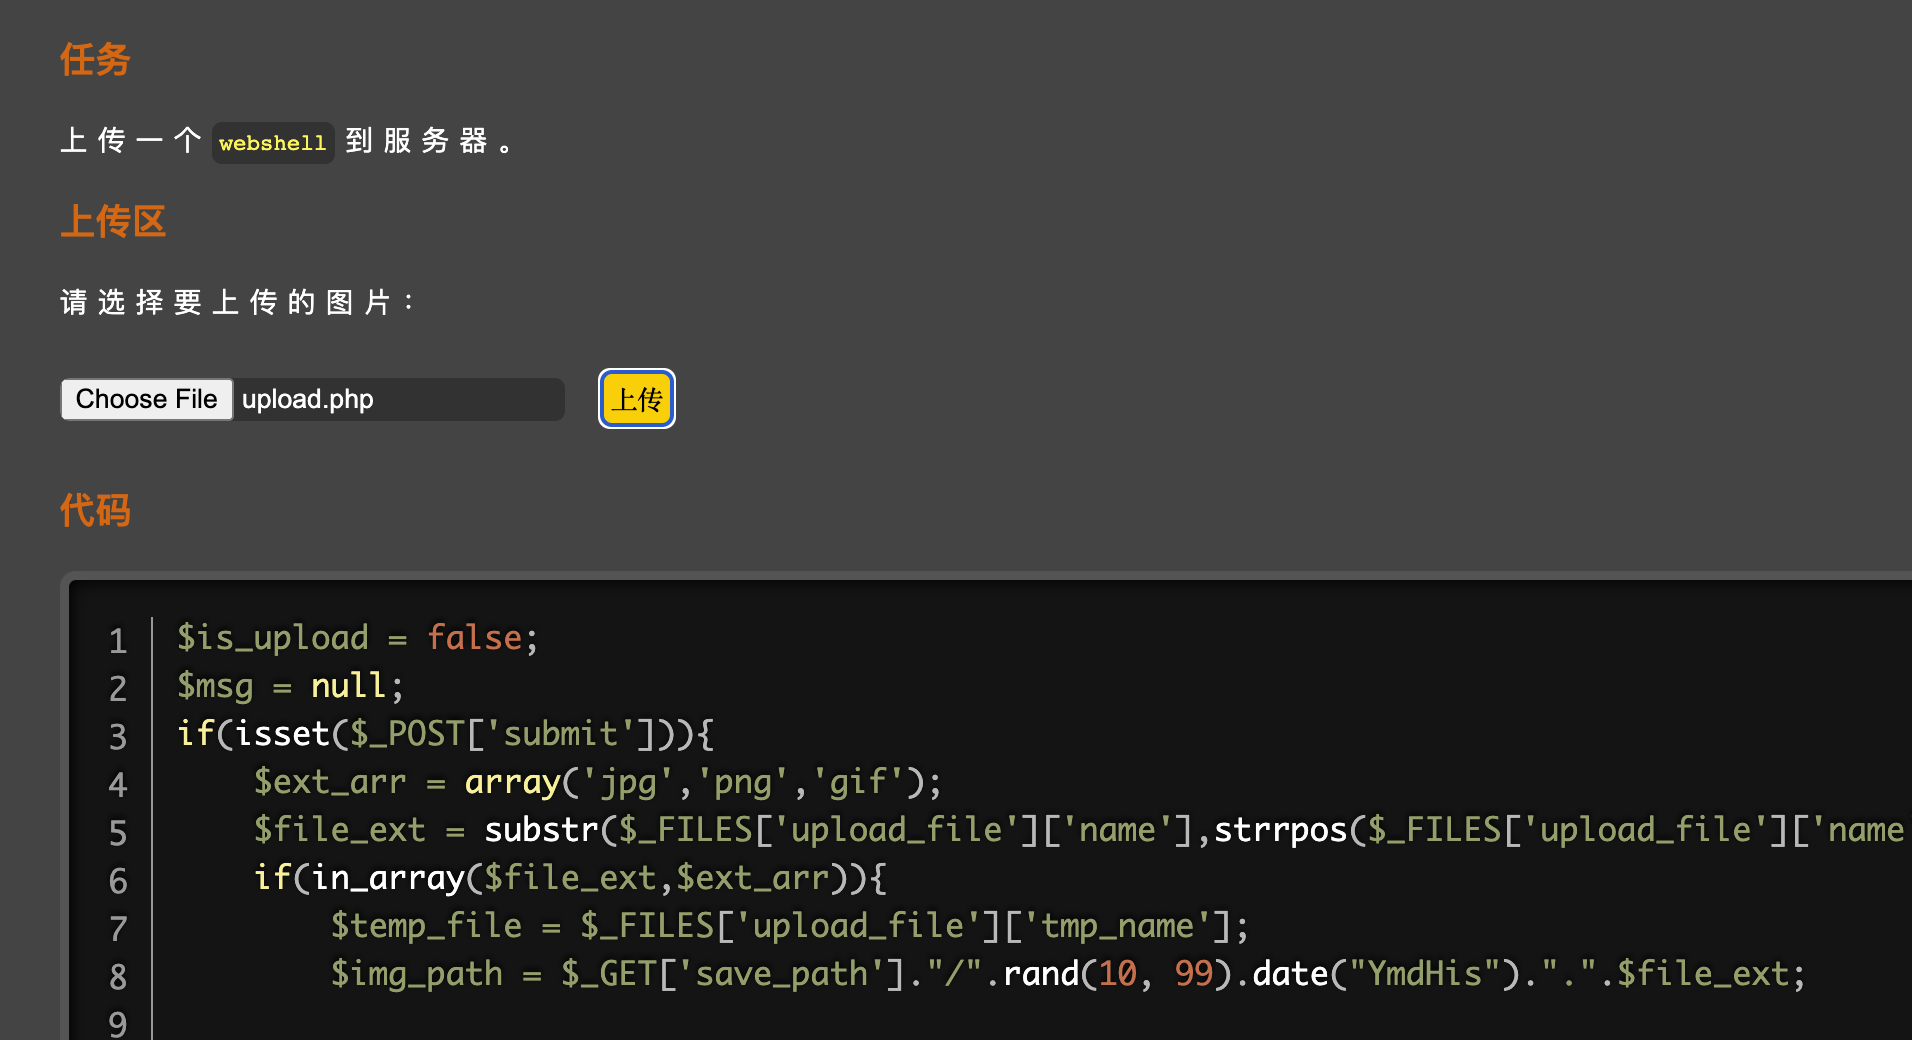 任务
上传一个 webshell 到服务器。
上传区
请选择要上传的图片：
Choose File upload.php 上传
代码
1 $is_upload = false;
2 $msg = null;
3 if(isset($_POST['submit'])){
4 $ext_arr = array('jpg','png','gif');
5 $file_ext = substr($_FILES['upload_file']['name'],strrpos($_FILES['upload_file']['name
6 if(in_array($file_ext,$ext_arr)){
7 $temp_file = $_FILES['upload_file']['tmp_name'];
8 $img_path = $_GET['save_path']."/".rand(10, 99).date("YmdHis").".".$file_ext;
9